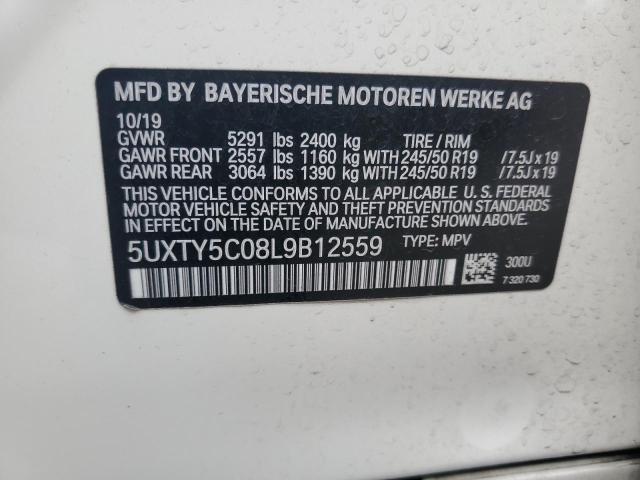 MFD BY BAYERISCHE MOTOREN WERKE AG
10/19
GVWR 5291 lbs 2400 kg TIRE / RIM
GAWR FRONT 2557 lbs 1160 kg WITH 245/50 R19 / 7.5J x 19
GAWR REAR 3064 lbs 1390 kg WITH 245/50 R19 / 7.5J x 19
THIS VEHICLE CONFORMS TO ALL APPLICABLE U. S. FEDERAL
MOTOR VEHICLE SAFETY AND THEFT PREVENTION STANDARDS
IN EFFECT ON THE DATE OF MANUFACTURE SHOWN ABOVE.
5UXTY5C08L9B12559 TYPE: MPV
300U
7 320 730